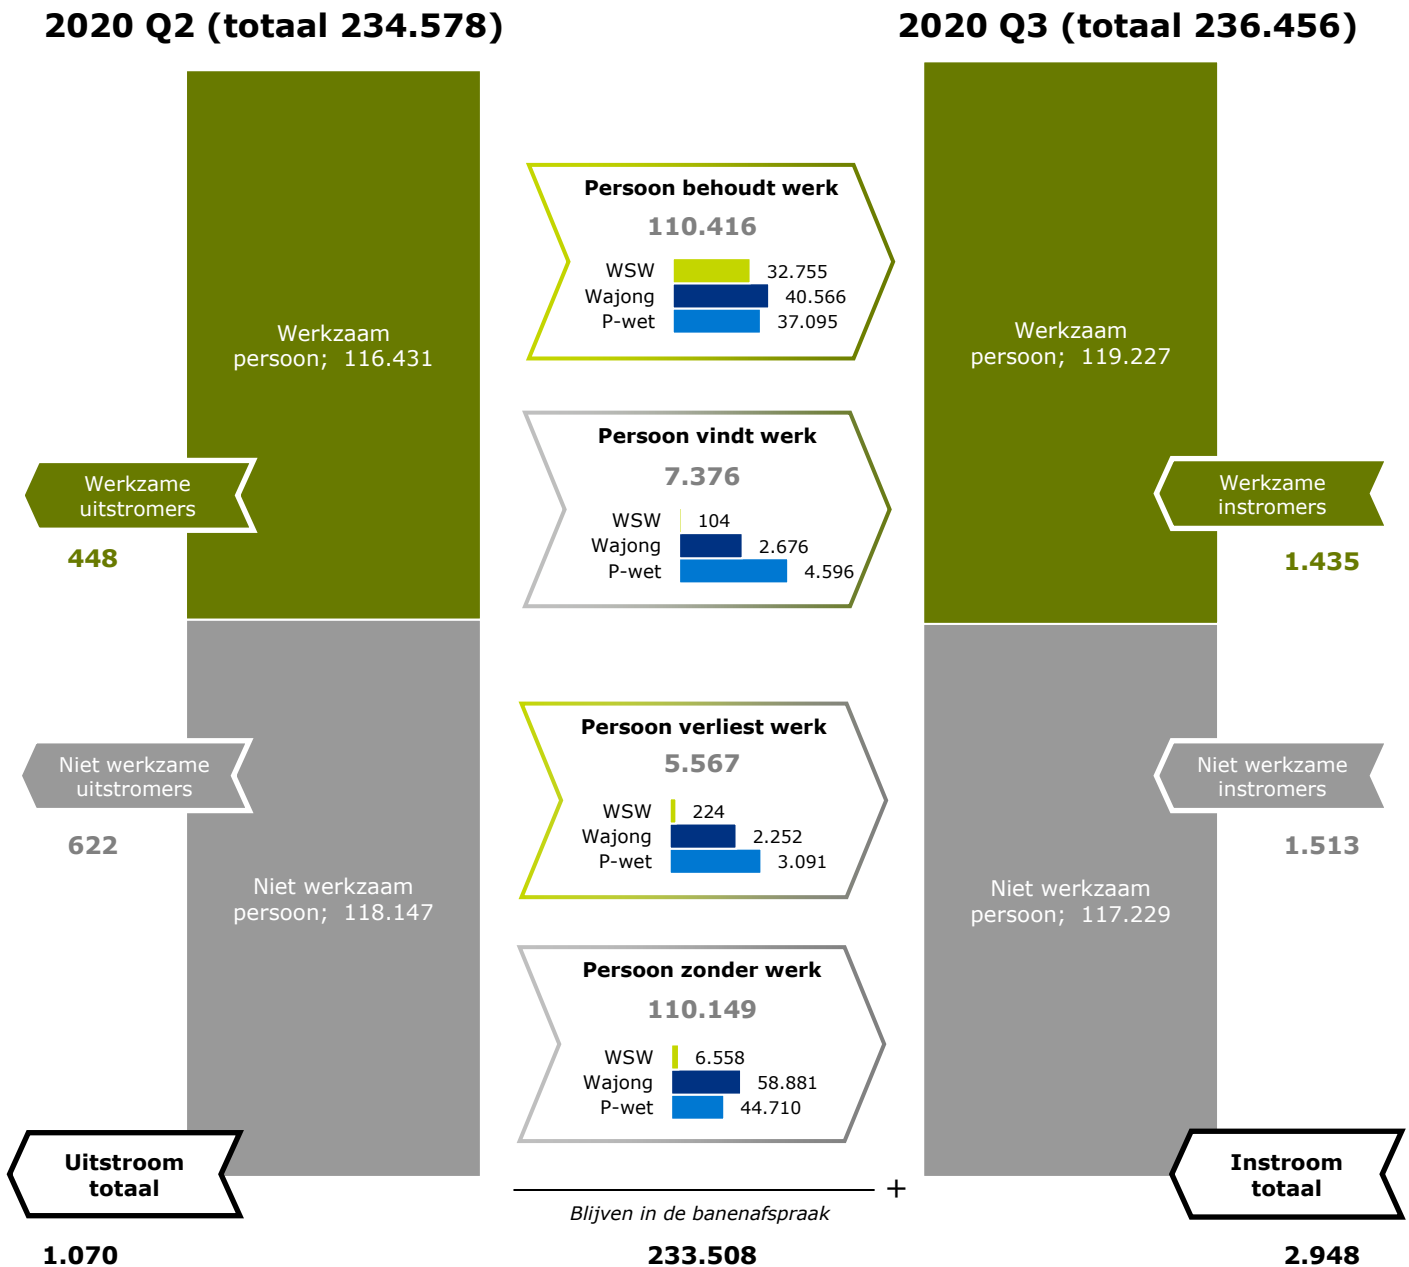 2020 Q2 (totaal 234.578)
2020 Q3 (totaal 236.456)
Werkzaam
persoon;  116.431
Werkzame
uitstromers
448
Niet werkzame
uitstromers
622
Niet werkzaam
persoon;  118.147
Uitstroom
totaal
1.070
Persoon behoudt werk
110.416
WSW 32.755
Wajong 40.566
P-wet 37.095
Persoon vindt werk
7.376
WSW 104
Wajong 2.676
P-wet 4.596
Persoon verliest werk
5.567
WSW 224
Wajong 2.252
P-wet 3.091
Persoon zonder werk
110.149
WSW 6.558
Wajong 58.881
P-wet 44.710
+
Blijven in de banenafspraak
233.508
Werkzaam
persoon;  119.227
Werkzame
instromers
1.435
Niet werkzame
instromers
1.513
Niet werkzaam
persoon;  117.229
Instroom
totaal
2.948